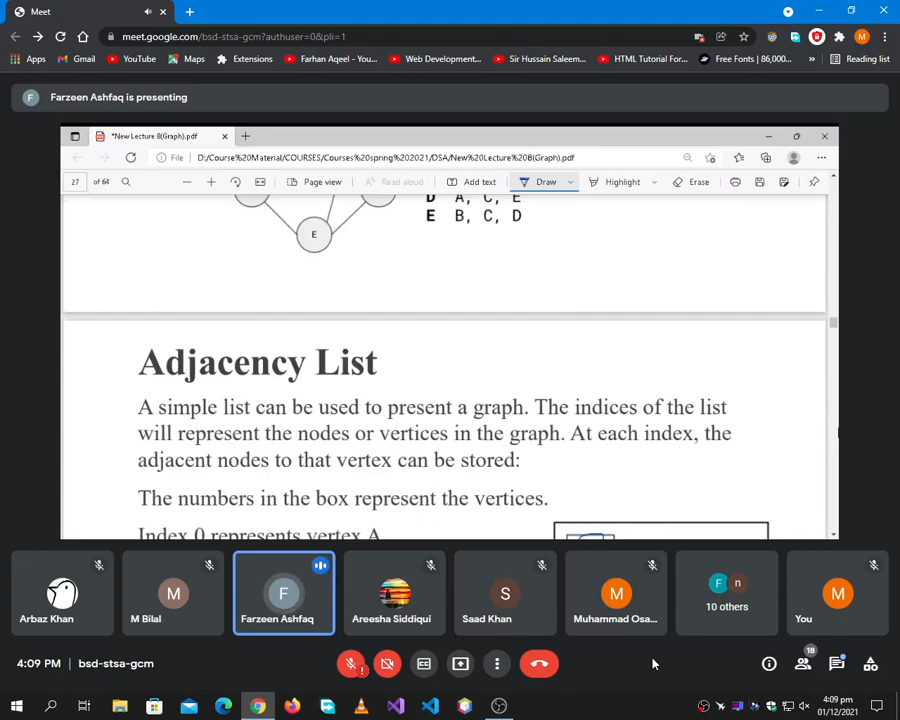 Meet
meet.google.com/bsd-stsa-gcm?authuser=0&pli=1
Apps
Gmail
YouTube
Maps
Extensions
Farhan Aqeel - You...
Web Development...
Sir Hussain Saleem...
HTML Tutorial For...
Free Fonts | 86,000...
»
Reading list
F Farzeen Ashfaq is presenting
*New Lecture 8(Graph).pdf
File
D:/Course%20Material/COURSES/Courses%20spring%202021/DSA/New%20Lecture%208(Graph).pdf
27 of 64
Page view
Read aloud
Add text
Draw
Highlight
Erase
D A, C, E
E B, C, D
E
Adjacency List
A simple list can be used to present a graph. The indices of the list
will represent the nodes or vertices in the graph. At each index, the
adjacent nodes to that vertex can be stored:
The numbers in the box represent the vertices.
Index 0 represents vertex A
Arbaz Khan
M
M Bilal
F
Farzeen Ashfaq
Areesha Siddiqui
S
Saad Khan
M
Muhammad Osa...
F n
10 others
M
You
4:09 PM | bsd-stsa-gcm
18
4:09 pm
01/12/2021